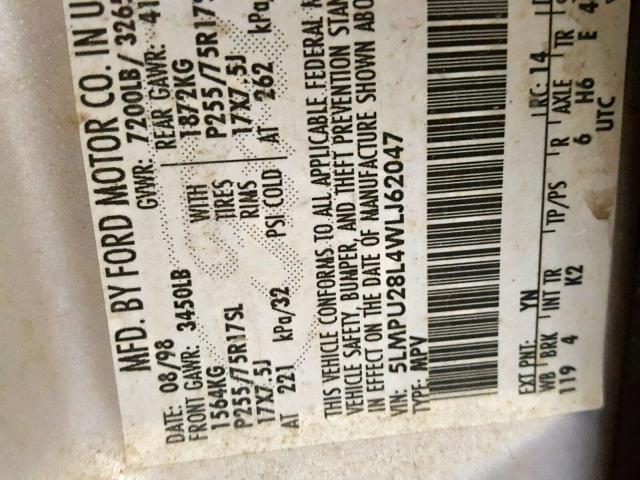 MFD. BY FORD MOTOR CO. IN U
DATE: 08/98 GVWR: 7200LB/ 3265
FRONT GAWR: 3450LB REAR GAWR: 41
1564KG WITH 1872KG
P255/75R17SL TIRES P255/75R17S
17X7.5J RIMS 17X7.5J
AT 221 kPa/32 PSI COLD AT 262 kPa/
THIS VEHICLE CONFORMS TO ALL APPLICABLE FEDERAL
VEHICLE SAFETY, BUMPER, AND THEFT PREVENTION STAN
IN EFFECT ON THE DATE OF MANUFACTURE SHOWN ABO
VIN: 5LMPU28L4WLJ62047
TYPE: MPV
EXT PNT: YN RC: 14
WB BRK INT TR TP/PS R AXLE TR
119 4 K2 6 H6 E 4
UTC